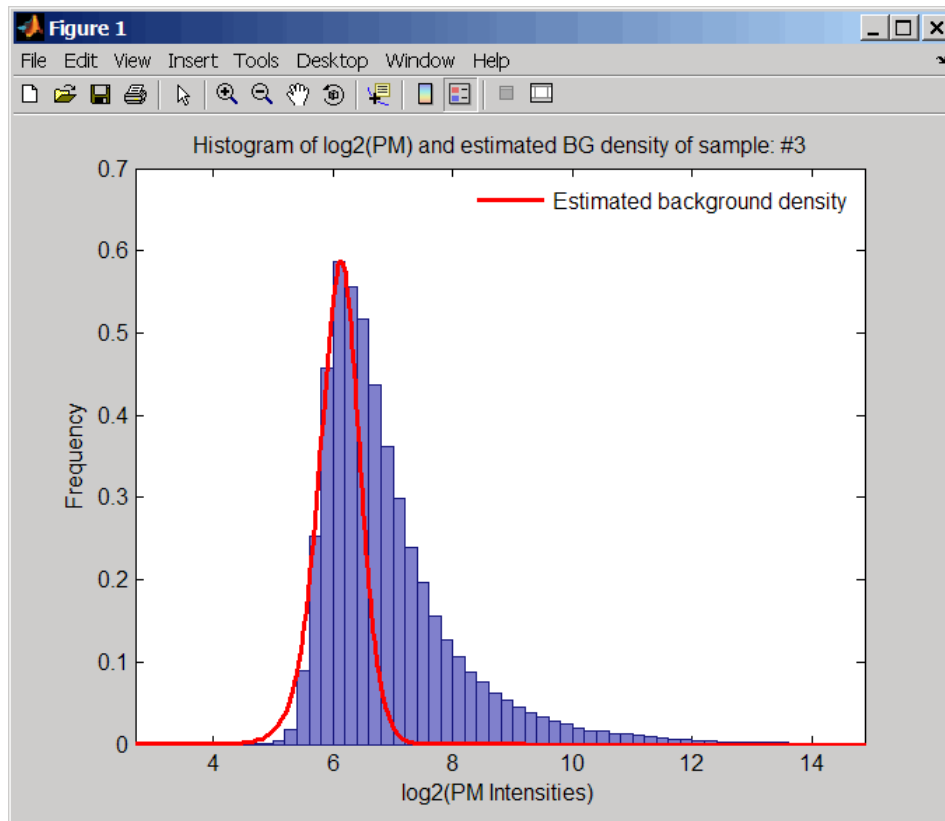 Figure 1
File Edit View Insert Tools Desktop Window Help
Histogram of log2(PM) and estimated BG density of sample: #3
Estimated background density
0.7
0.6
0.5
0.4
0.3
0.2
0.1
0
Frequency
4 6 8 10 12 14
log2(PM Intensities)